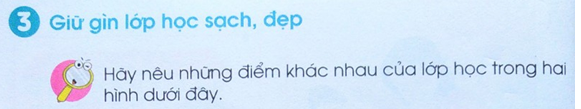 3 Giữ gìn lớp học sạch, đẹp
Hãy nêu những điểm khác nhau của lớp học trong hai
hình dưới đây.